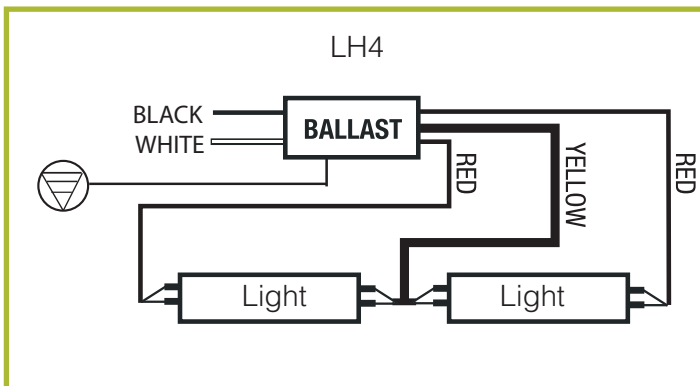 LH4
BLACK
WHITE
BALLAST
RED
YELLOW
RED
Light
Light